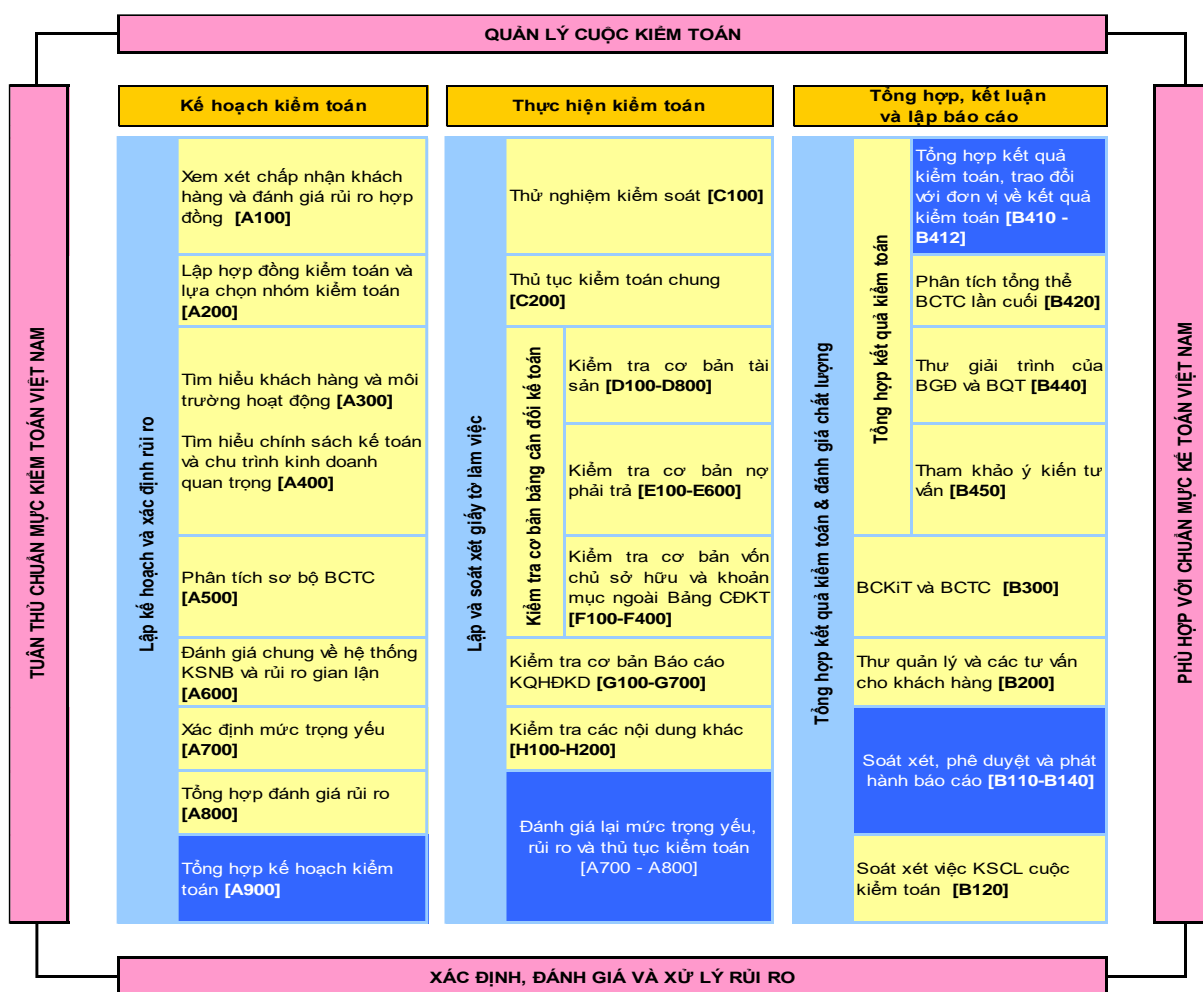 QUẢN LÝ CUỘC KIỂM TOÁN
TUÂN THỦ CHUẨN MỰC KIỂM TOÁN VIỆT NAM
Kế hoạch kiểm toán
Lập kế hoạch và xác định rủi ro
Xem xét chấp nhận khách
hàng và đánh giá rủi ro hợp
đồng [A100]
Lập hợp đồng kiểm toán và
lựa chọn nhóm kiểm toán
[A200]
Tìm hiểu khách hàng và môi
trường hoạt động [A300]
Tìm hiểu chính sách kế toán
và chu trình kinh doanh
quan trọng [A400]
Phân tích sơ bộ BCTC
[A500]
Đánh giá chung về hệ thống
KSNB và rủi ro gian lận
[A600]
Xác định mức trọng yếu
[A700]
Tổng hợp đánh giá rủi ro
[A800]
Tổng hợp kế hoạch kiểm
toán [A900]
Thực hiện kiểm toán
Lập và soát xét giấy tờ làm việc
Thử nghiệm kiểm soát [C100]
Thủ tục kiểm toán chung
[C200]
Kiểm tra cơ bản bảng cân đối kế toán
Kiểm tra cơ bản tài
sản [D100-D800]
Kiểm tra cơ bản nợ
phải trả [E100-E600]
Kiểm tra cơ bản vốn
chủ sở hữu và khoản
mục ngoài Bảng CĐKT
[F100-F400]
Kiểm tra cơ bản Báo cáo
KQHĐKD [G100-G700]
Kiểm tra các nội dung khác
[H100-H200]
Đánh giá lại mức trọng yếu,
rủi ro và thủ tục kiểm toán
[A700 - A800]
Tổng hợp, kết luận
và lập báo cáo
Tổng hợp kết quả kiểm toán & đánh giá chất lượng
Tổng hợp kết quả kiểm toán
Tổng hợp kết quả
kiểm toán, trao đổi
với đơn vị về kết quả
kiểm toán [B410 -
B412]
Phân tích tổng thể
BCTC lần cuối [B420]
Thư giải trình của
BGĐ và BQT [B440]
Tham khảo ý kiến tư
vấn [B450]
BCKiT và BCTC [B300]
Thư quản lý và các tư vấn
cho khách hàng [B200]
Soát xét, phê duyệt và phát
hành báo cáo [B110-B140]
Soát xét việc KSCL cuộc
kiểm toán [B120]
PHÙ HỢP VỚI CHUẨN MỰC KẾ TOÁN VIỆT NAM
XÁC ĐỊNH, ĐÁNH GIÁ VÀ XỬ LÝ RỦI RO